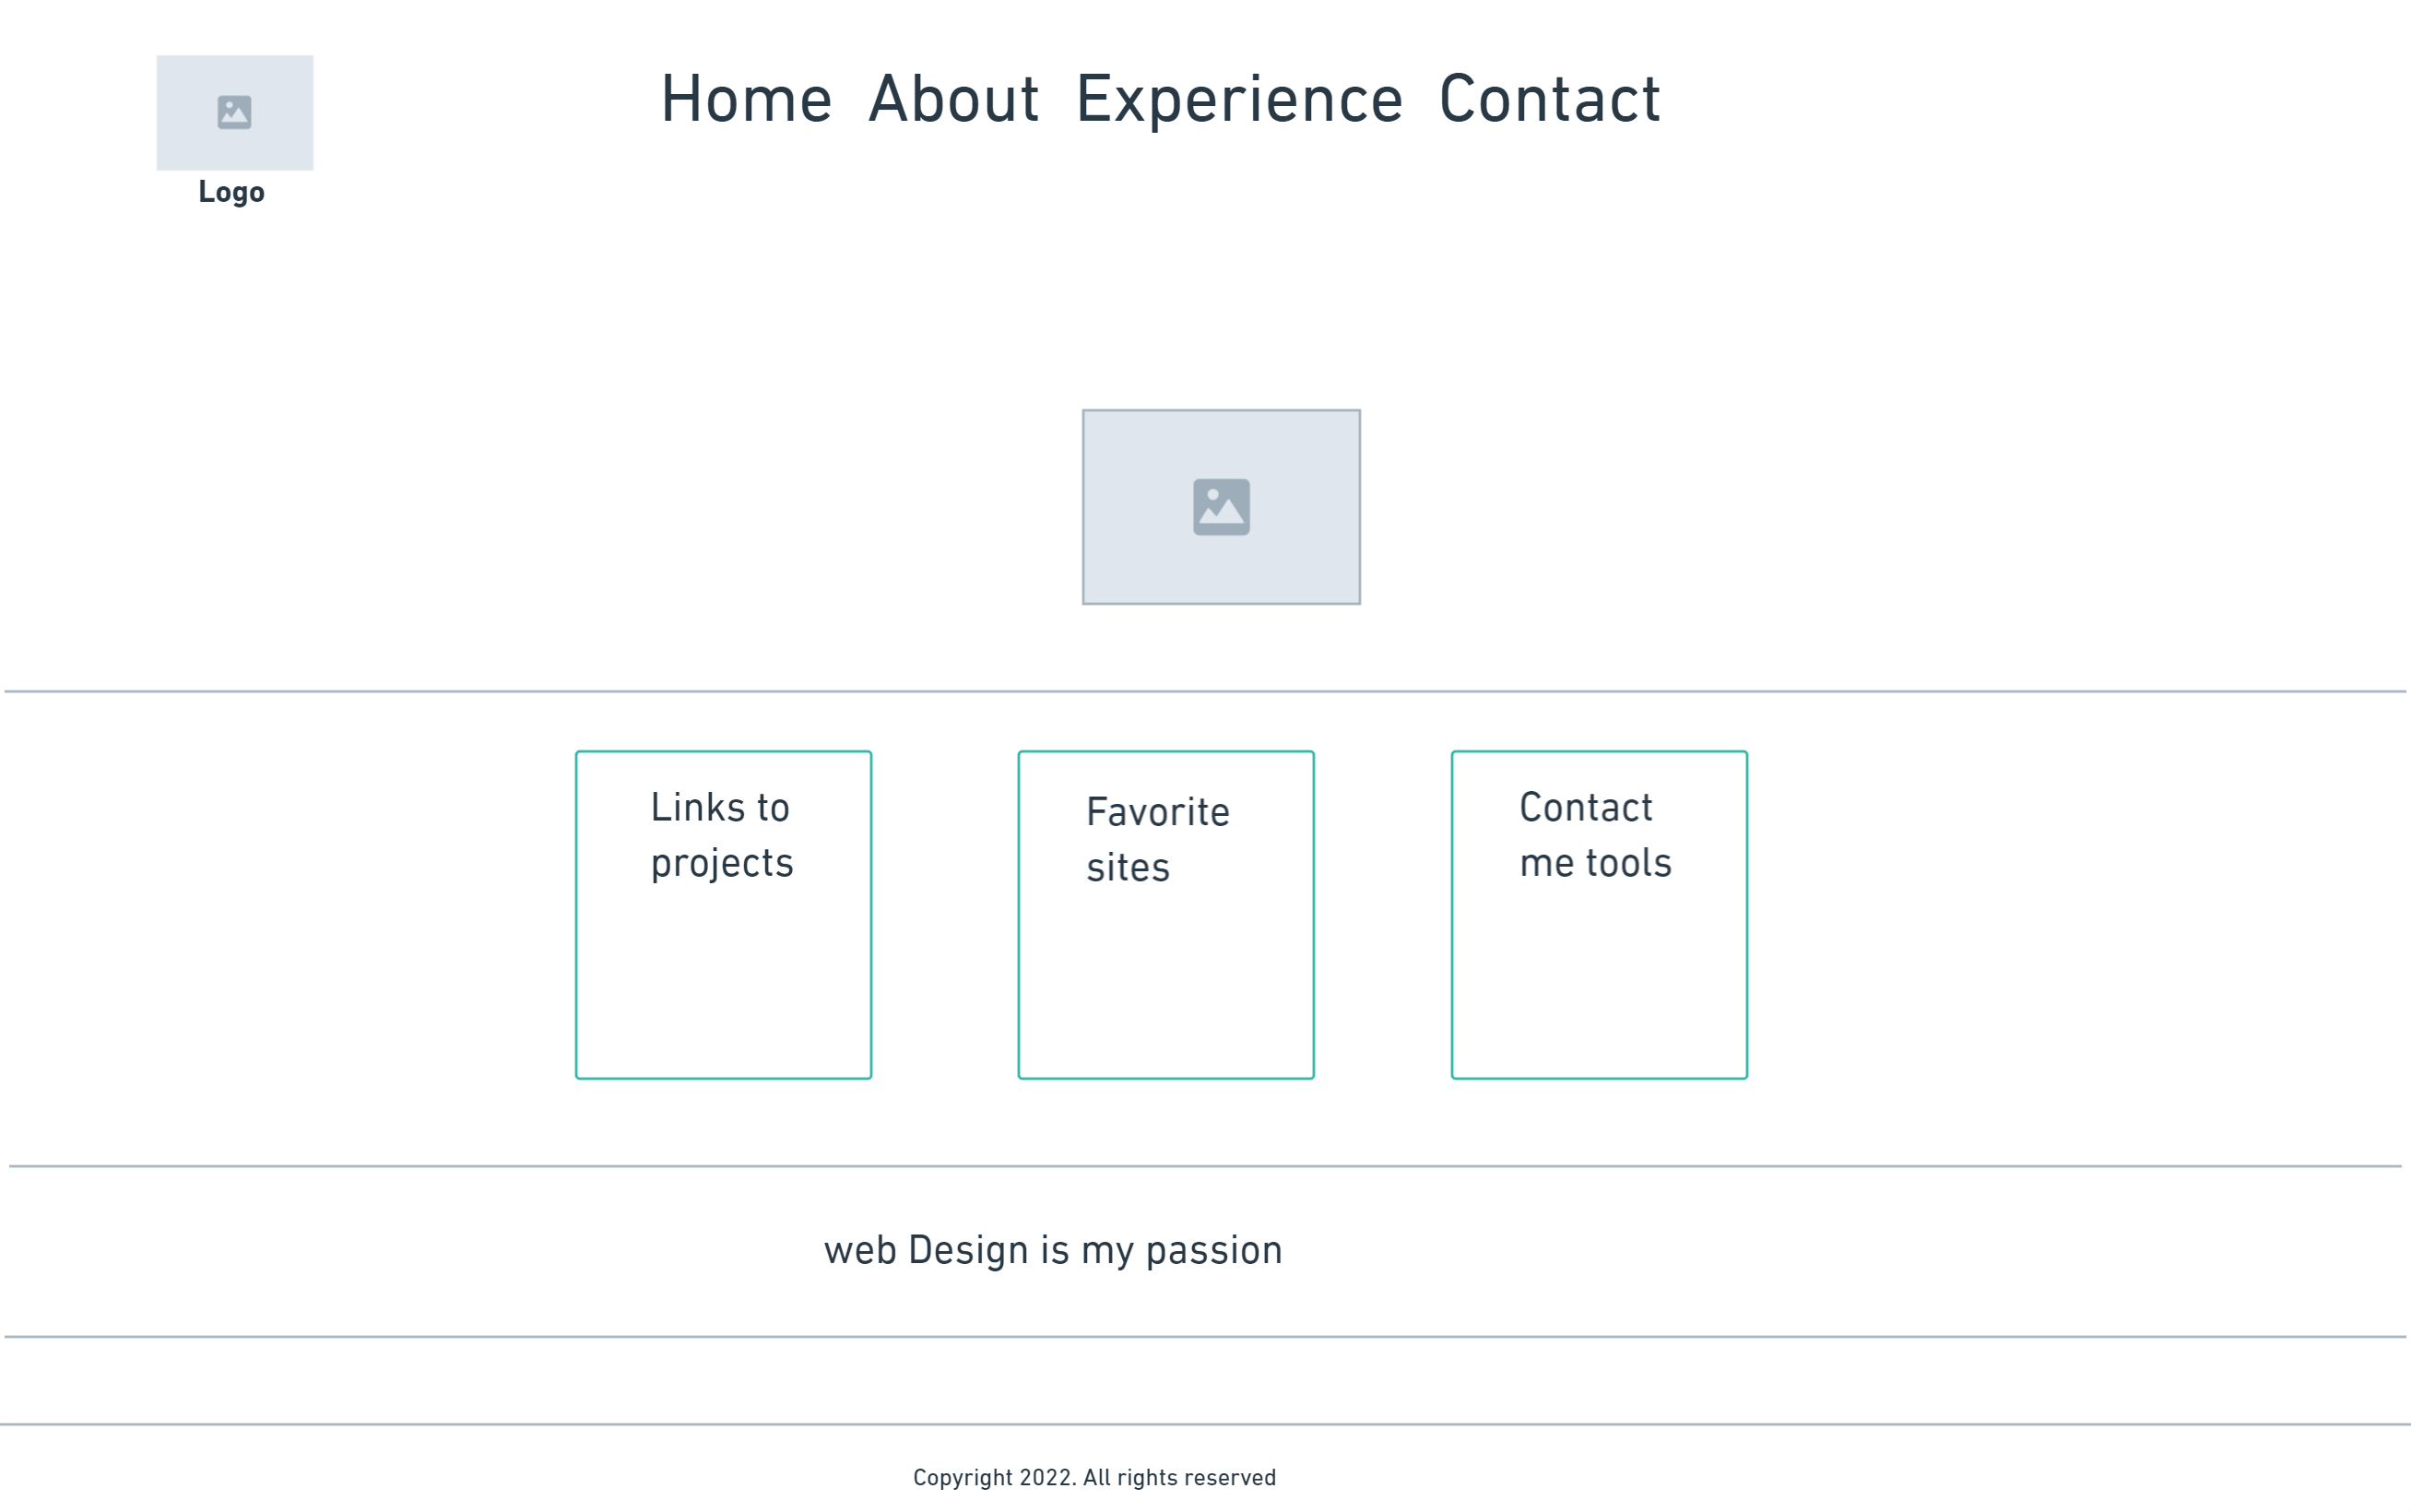 Home About Experience Contact
Logo
Links to
projects
Favorite
sites
Contact
me tools
web Design is my passion
Copyright 2022. All rights reserved